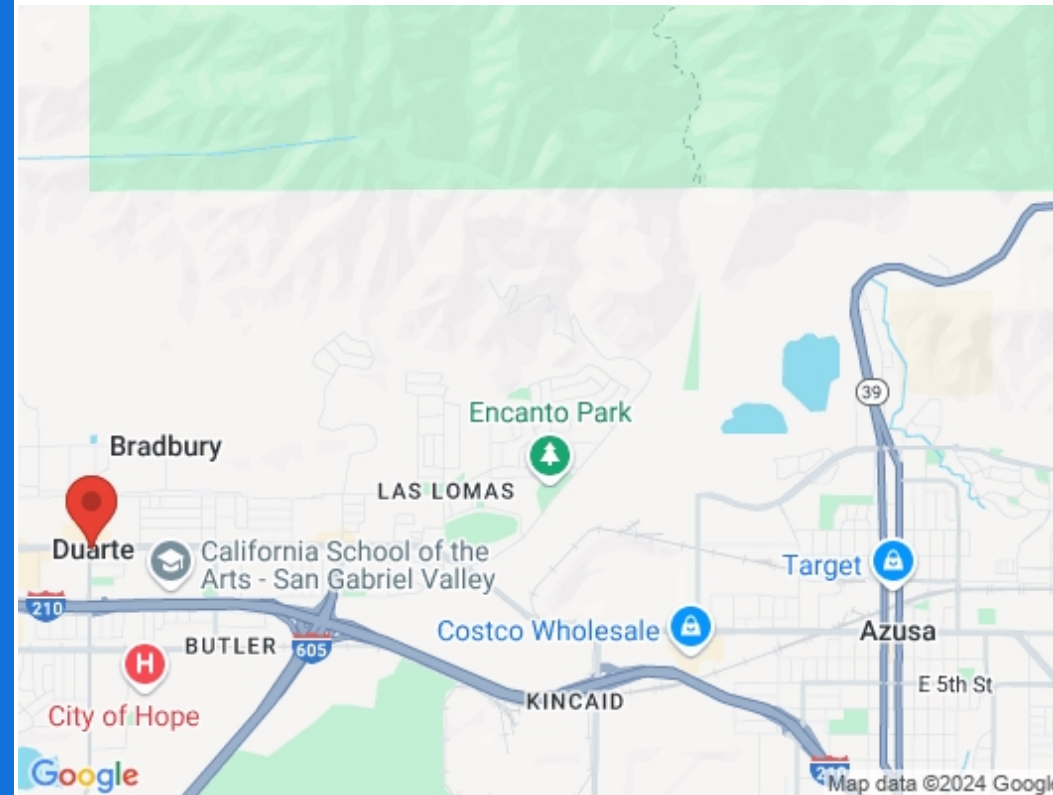 39
Encanto Park
Bradbury
LAS LOMAS
Duarte
California School of the
Arts - San Gabriel Valley
Target
210
Costco Wholesale
Azusa
BUTLER
605
H
E 5th St
KINCAID
City of Hope
210
Google
Map data ©2024 Google